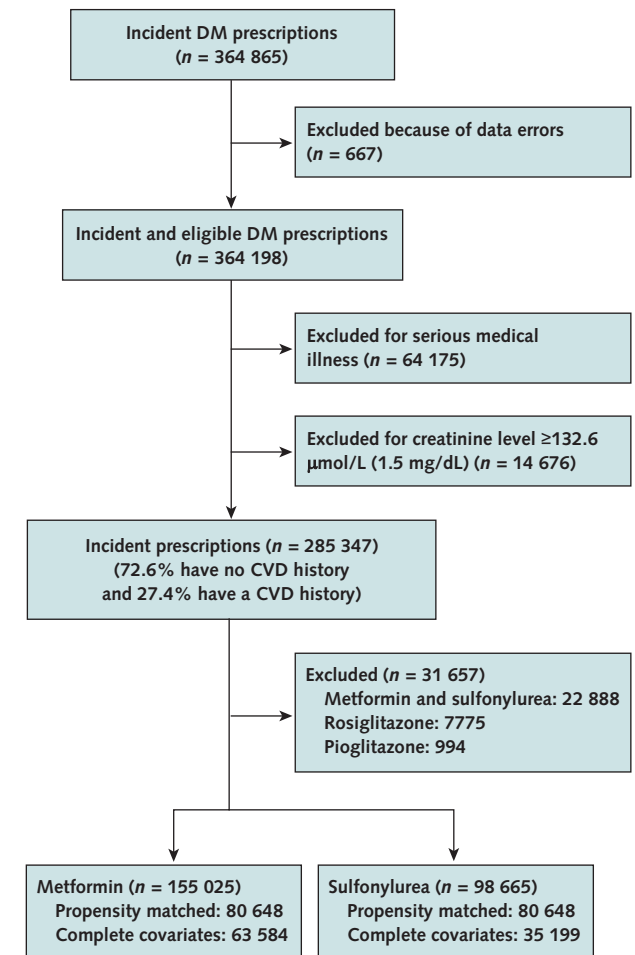 Incident DM prescriptions
(n = 364 865)
Excluded because of data errors
(n = 667)
Incident and eligible DM prescriptions
(n = 364 198)
Excluded for serious medical
illness (n = 64 175)
Excluded for creatinine level ≥132.6
μmol/L (1.5 mg/dL) (n = 14 676)
Incident prescriptions (n = 285 347)
(72.6% have no CVD history
and 27.4% have a CVD history)
Excluded (n = 31 657)
Metformin and sulfonylurea: 22 888
Rosiglitazone: 7775
Pioglitazone: 994
Metformin (n = 155 025)
Propensity matched: 80 648
Complete covariates: 63 584
Sulfonylurea (n = 98 665)
Propensity matched: 80 648
Complete covariates: 35 199